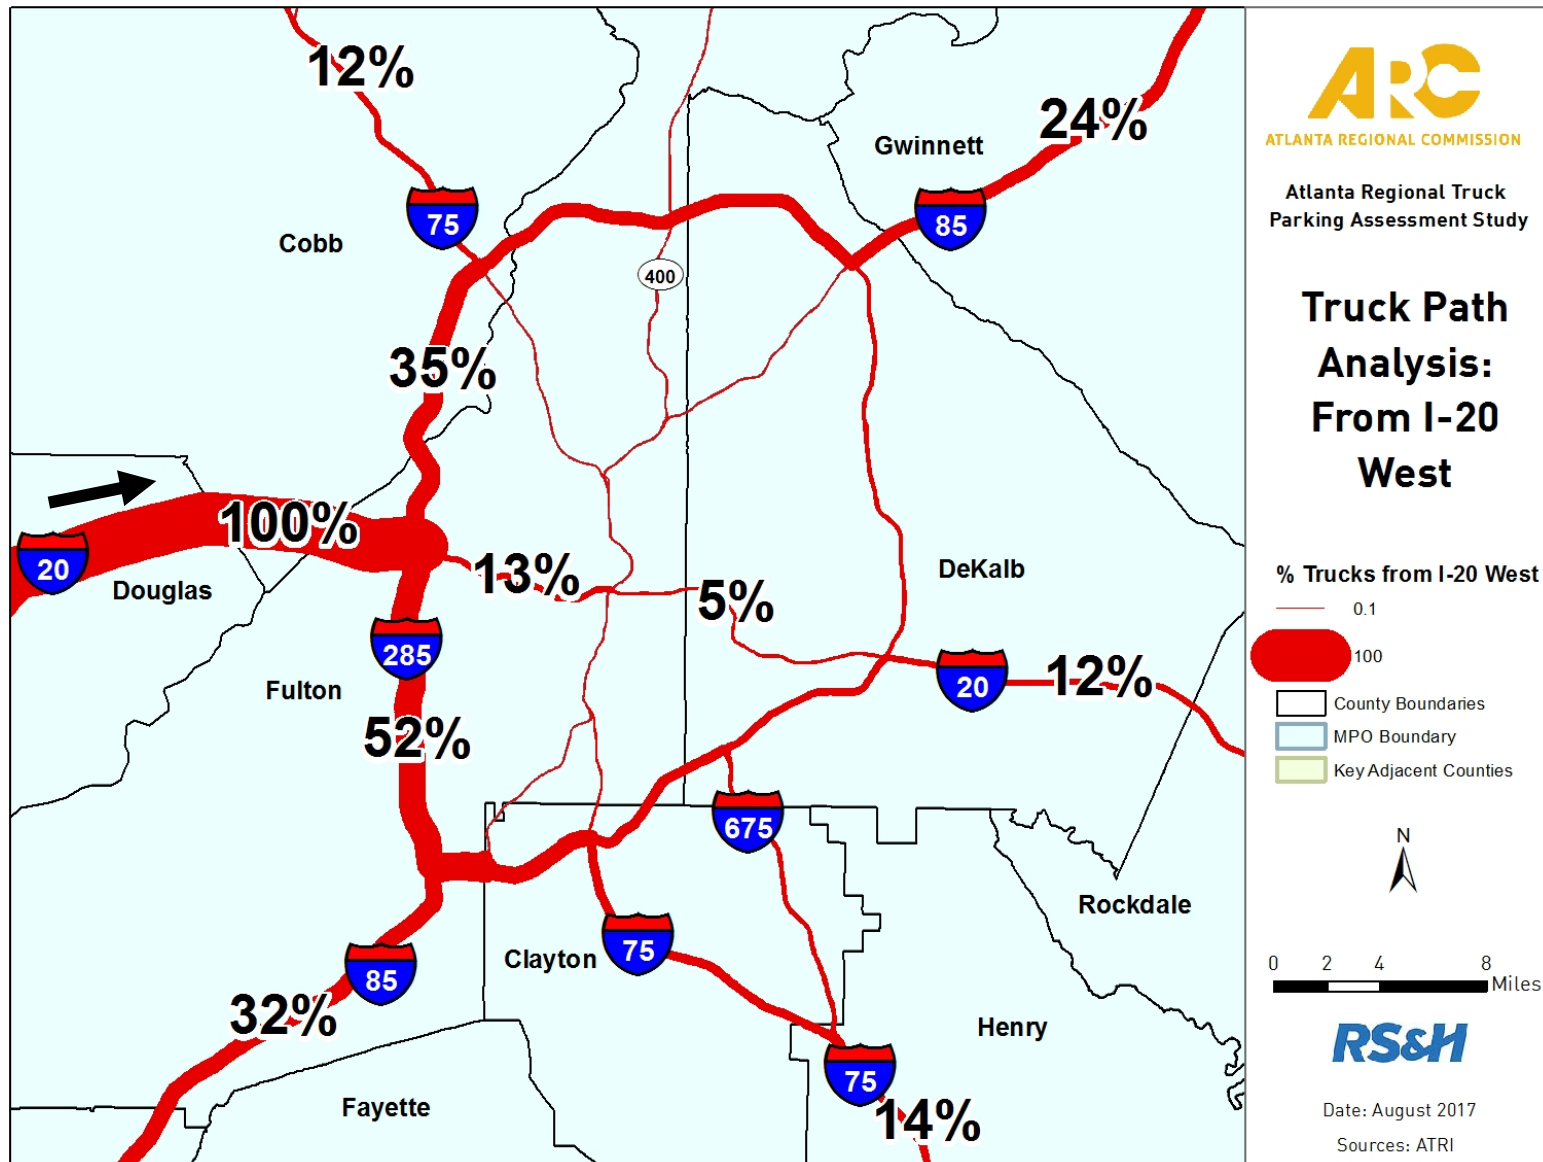 12%
24%
Gwinnett
75
85
Cobb
400
35%
100%
20
Douglas
13%
5%
DeKalb
285
Fulton
20
12%
52%
675
Rockdale
Clayton
75
85
32%
Henry
75
Fayette
14%
ARC
ATLANTA REGIONAL COMMISSION
Atlanta Regional Truck
Parking Assessment Study
Truck Path
Analysis:
From I-20
West
% Trucks from I-20 West
0.1
100
County Boundaries
MPO Boundary
Key Adjacent Counties
N
0 2 4 8
Miles
RS&H
Date: August 2017
Sources: ATRI